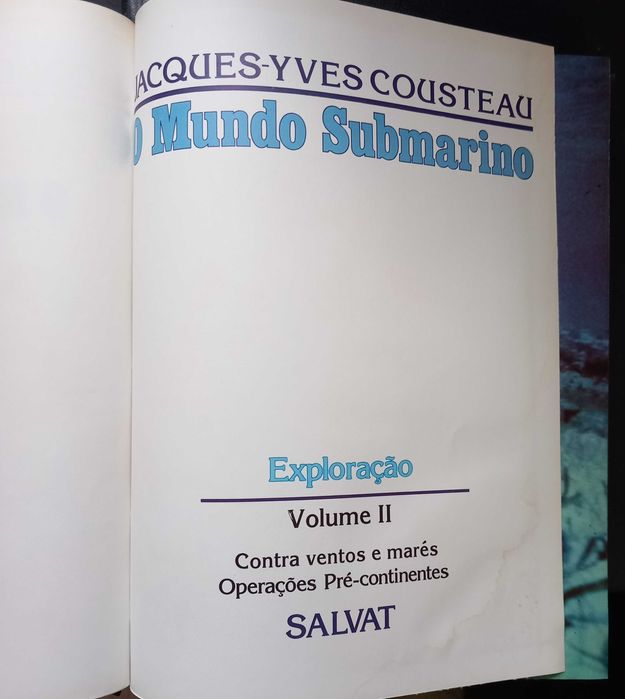 JACQUES-YVES COUSTEAU
O Mundo Submarino
Exploração
Volume II
Contra ventos e marés
Operações Pré-continentes
SALVAT